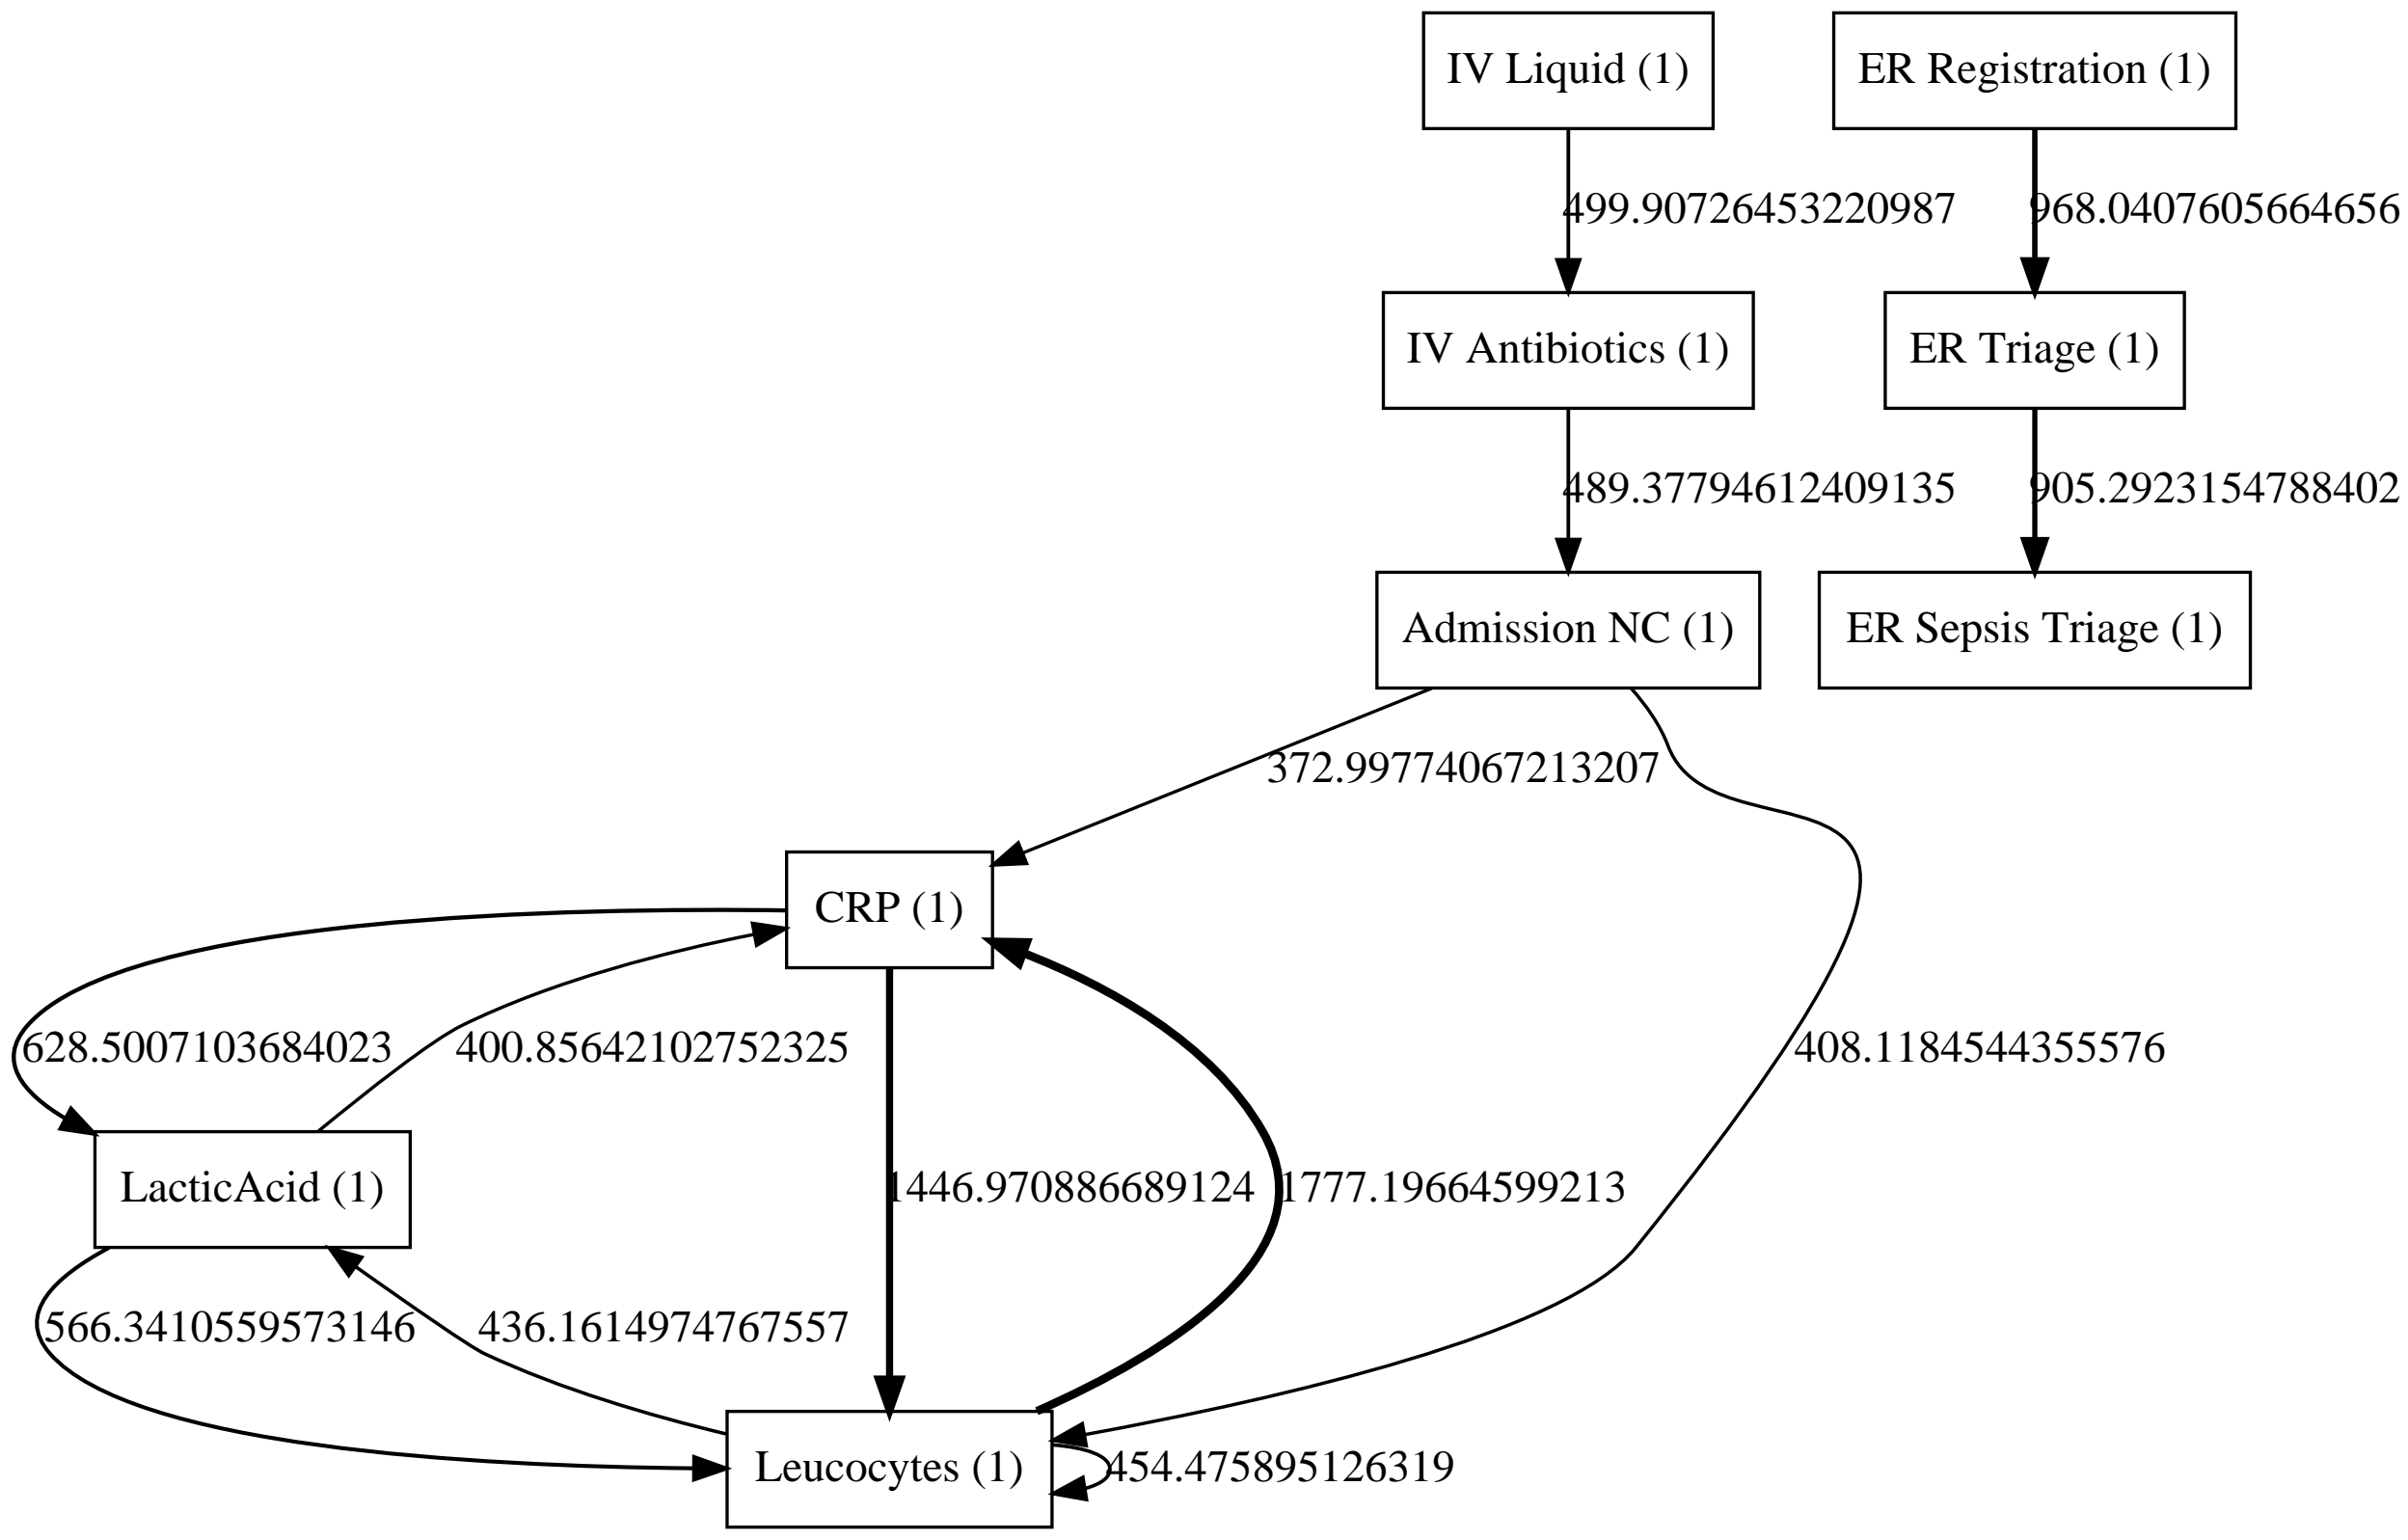 IV Liquid (1)
ER Registration (1)
499.90726453220987
968.0407605664656
IV Antibiotics (1)
ER Triage (1)
489.37794612409135
905.2923154788402
Admission NC (1)
ER Sepsis Triage (1)
372.99774067213207
CRP (1)
628.5007103684023
400.85642102752325
408.1184544355576
LacticAcid (1)
1446.970886689124
1777.19664599213
566.3410559573146
436.1614974767557
Leucocytes (1)
454.475895126319